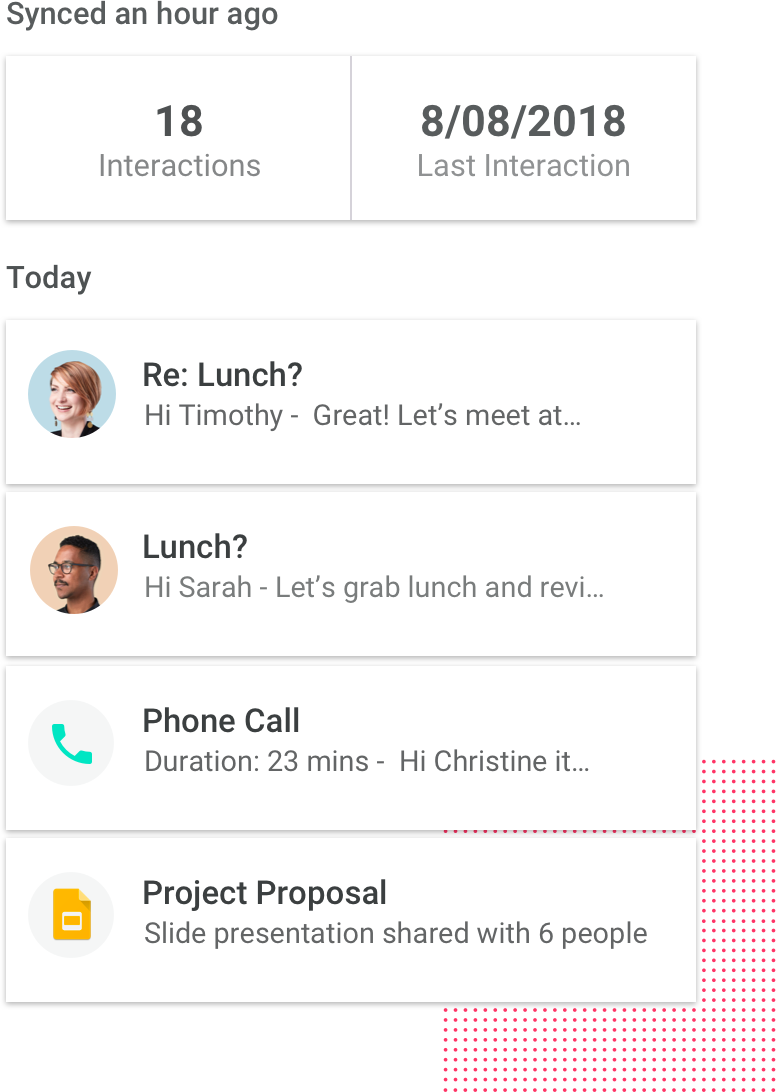 Synced an hour ago
18
Interactions
8/08/2018
Last Interaction
Today
Re: Lunch?
Hi Timothy - Great! Let’s meet at...
Lunch?
Hi Sarah - Let’s grab lunch and revi...
Phone Call
Duration: 23 mins - Hi Christine it...
Project Proposal
Slide presentation shared with 6 people